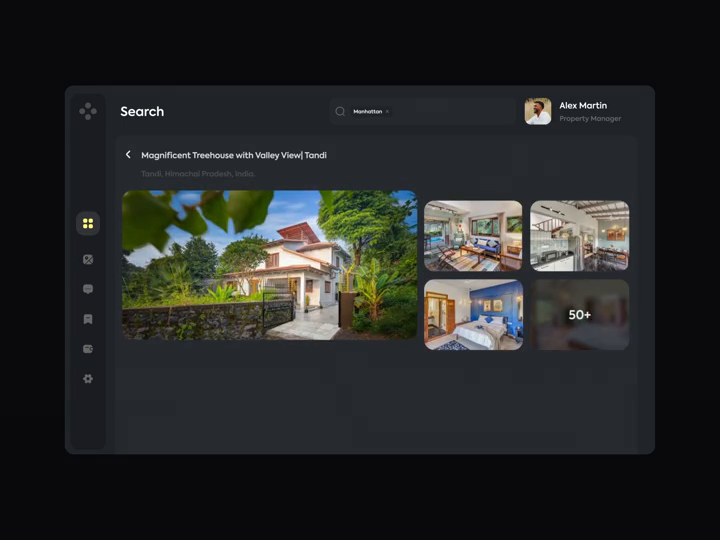 Search
Manhattan
Alex Martin
Property Manager
Magnificent Treehouse with Valley View| Tandi
Tandi, Himachal Pradesh, India.
50+